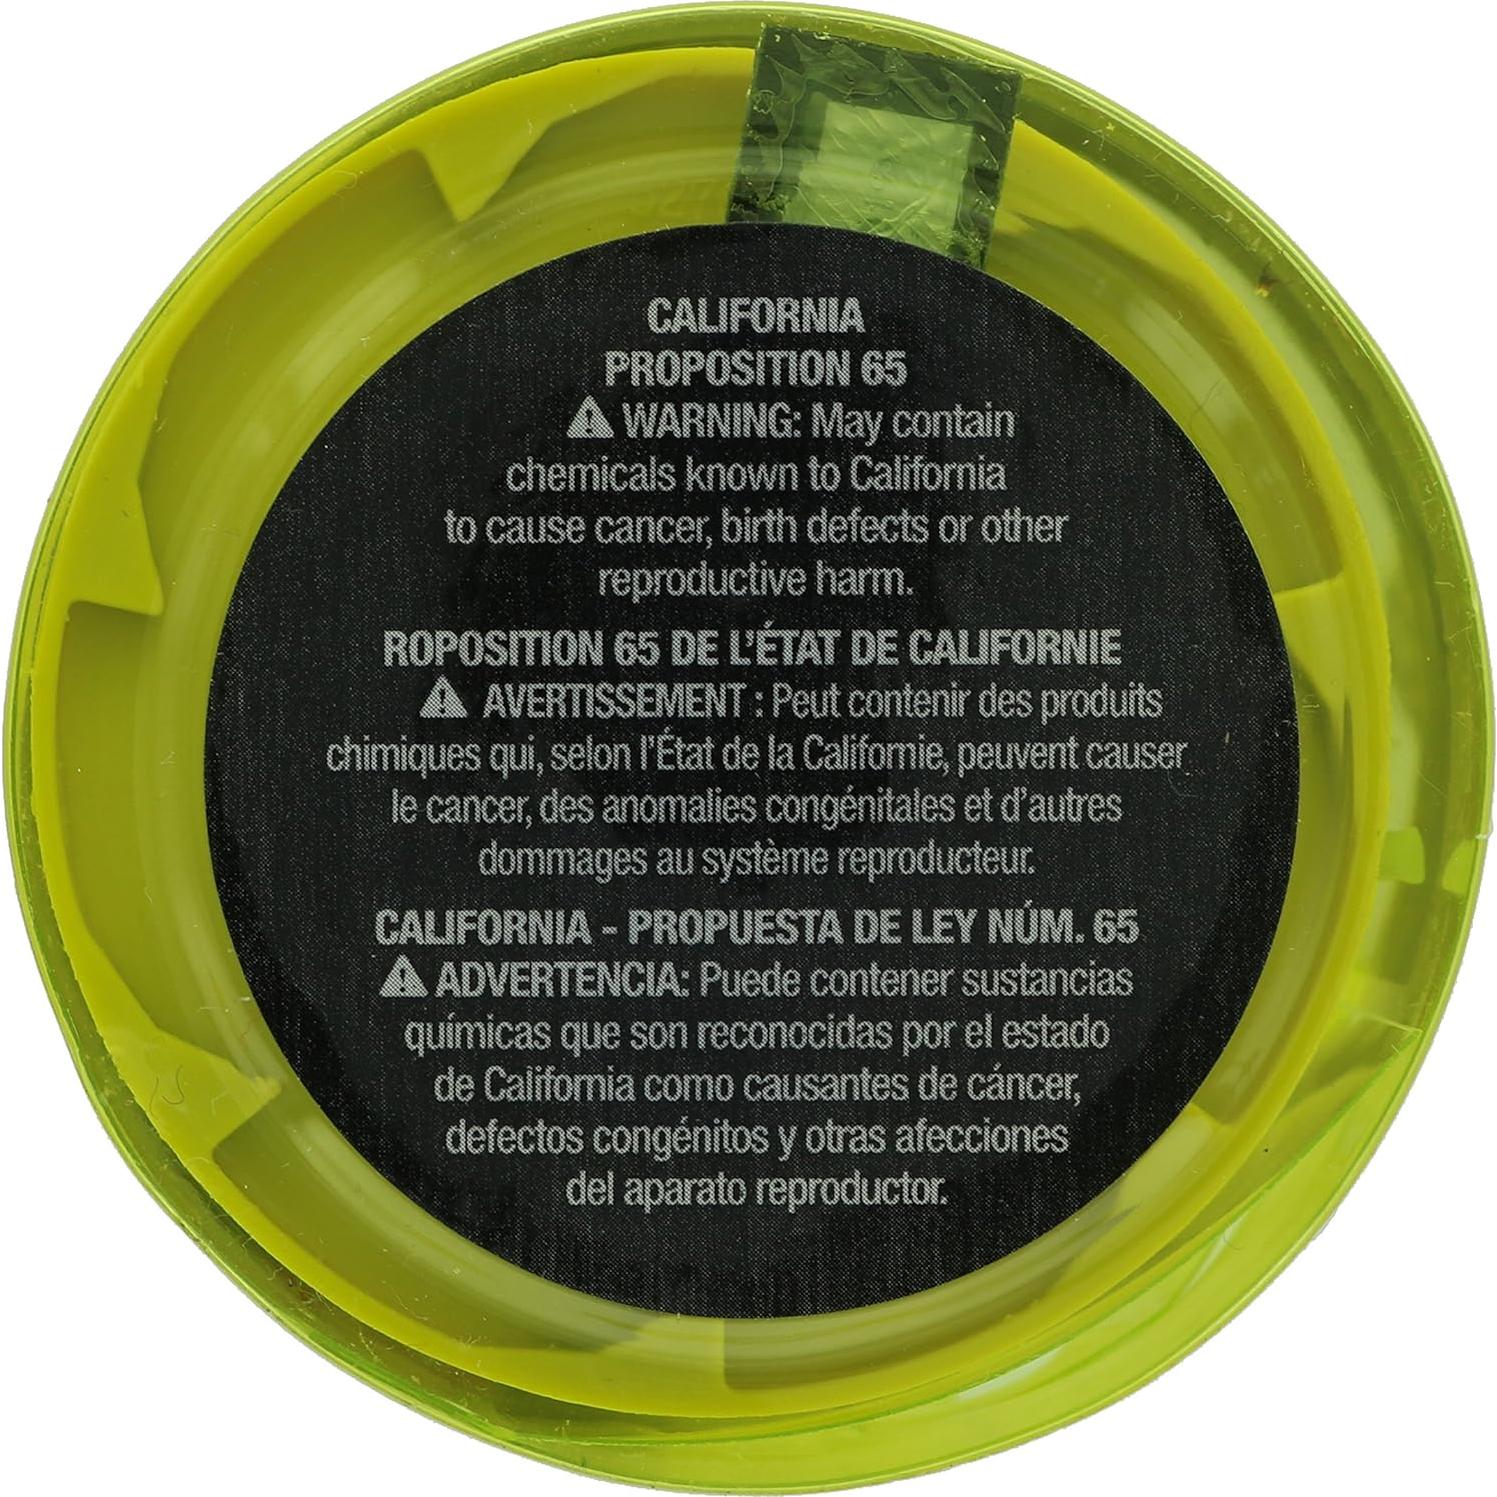 CALIFORNIA
PROPOSITION 65
⚠ WARNING: May contain
chemicals known to California
to cause cancer, birth defects or other
reproductive harm.
ROPOSITION 65 DE L'ÉTAT DE CALIFORNIE
⚠ AVERTISSEMENT : Peut contenir des produits
chimiques qui, selon l'État de la Californie, peuvent causer
le cancer, des anomalies congénitales et d'autres
dommages au système reproducteur.
CALIFORNIA - PROPUESTA DE LEY NÚM. 65
⚠ ADVERTENCIA: Puede contener sustancias
químicas que son reconocidas por el estado
de California como causantes de cáncer,
defectos congénitos y otras afecciones
del aparato reproductor.